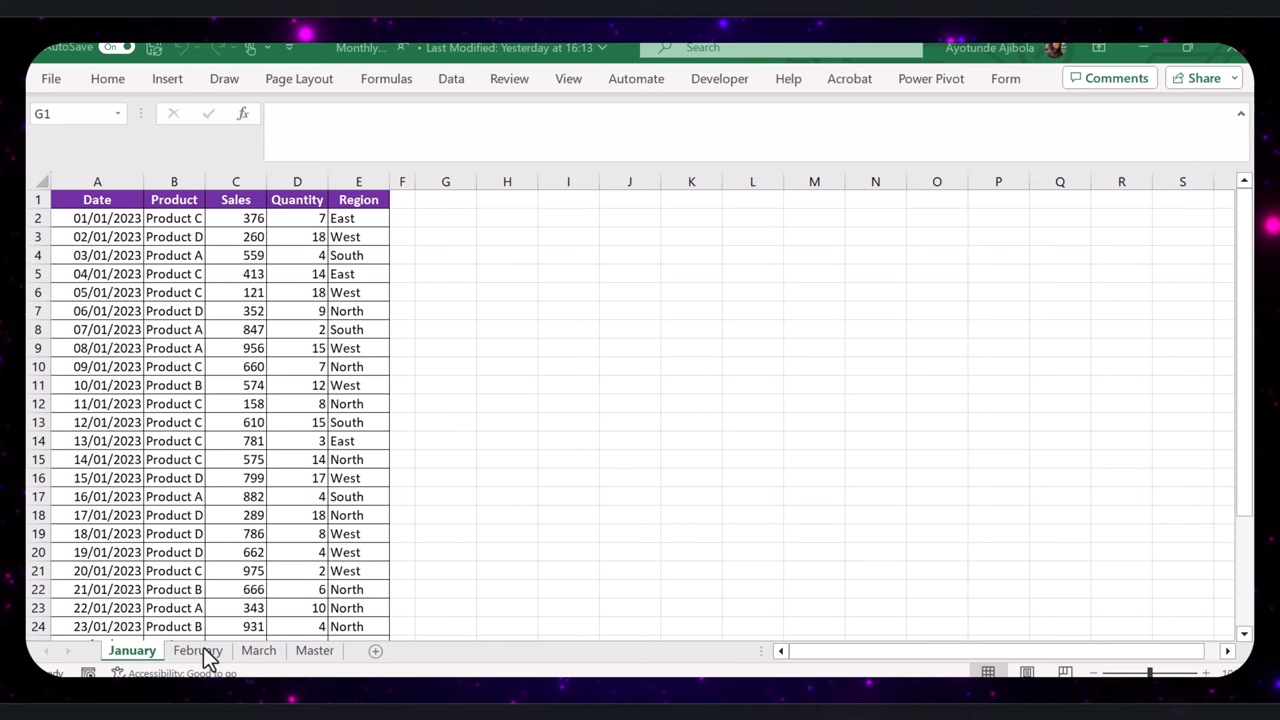 AutoSave On Monthly... • Last Modified: Yesterday at 16:13 Search Ayotunde Ajibola
File Home Insert Draw Page Layout Formulas Data Review View Automate Developer Help Acrobat Power Pivot Form Comments Share
G1 fx
A B C D E F G H I J K L M N O P Q R S
1 Date Product Sales Quantity Region
2 01/01/2023 Product C 376 7 East
3 02/01/2023 Product D 260 18 West
4 03/01/2023 Product A 559 4 South
5 04/01/2023 Product C 413 14 East
6 05/01/2023 Product C 121 18 West
7 06/01/2023 Product D 352 9 North
8 07/01/2023 Product A 847 2 South
9 08/01/2023 Product A 956 15 West
10 09/01/2023 Product C 660 7 North
11 10/01/2023 Product B 574 12 West
12 11/01/2023 Product C 158 8 North
13 12/01/2023 Product C 610 15 South
14 13/01/2023 Product C 781 3 East
15 14/01/2023 Product C 575 14 North
16 15/01/2023 Product D 799 17 West
17 16/01/2023 Product A 882 4 South
18 17/01/2023 Product D 289 18 North
19 18/01/2023 Product D 786 8 West
20 19/01/2023 Product D 662 4 West
21 20/01/2023 Product C 975 2 West
22 21/01/2023 Product B 666 6 North
23 22/01/2023 Product A 343 10 North
24 23/01/2023 Product B 931 4 North
January February March Master
Accessibility: Good to go